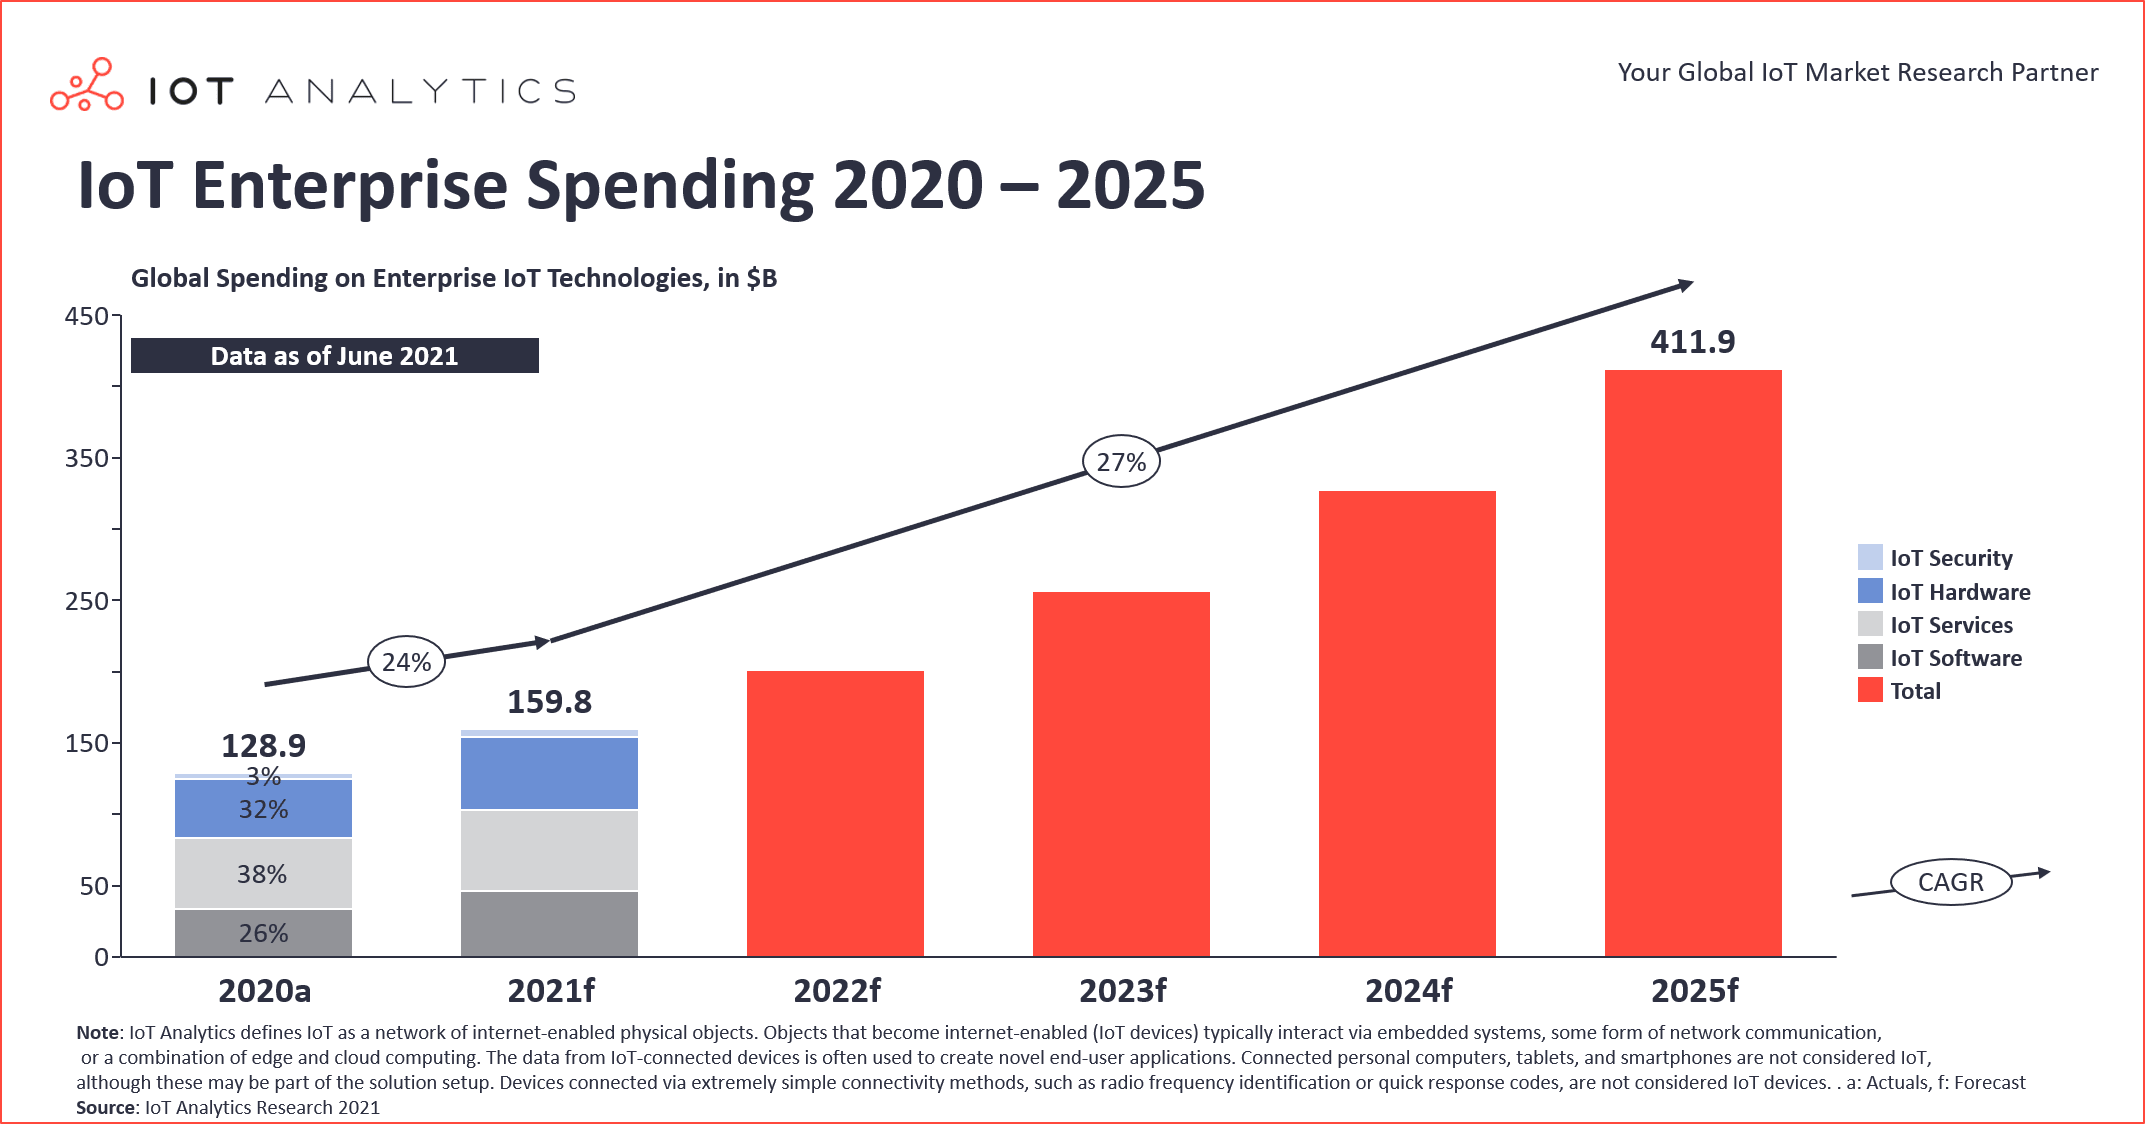 IOT ANALYTICS
Your Global IoT Market Research Partner
IoT Enterprise Spending 2020 – 2025
Global Spending on Enterprise IoT Technologies, in $B
Data as of June 2021
450
350
250
150
50
0
24%
27%
128.9
3%
32%
38%
26%
159.8
411.9
2020a
2021f
2022f
2023f
2024f
2025f
IoT Security
IoT Hardware
IoT Services
IoT Software
Total
CAGR
Note: IoT Analytics defines IoT as a network of internet-enabled physical objects. Objects that become internet-enabled (IoT devices) typically interact via embedded systems, some form of network communication,
or a combination of edge and cloud computing. The data from IoT-connected devices is often used to create novel end-user applications. Connected personal computers, tablets, and smartphones are not considered IoT,
although these may be part of the solution setup. Devices connected via extremely simple connectivity methods, such as radio frequency identification or quick response codes, are not considered IoT devices. . a: Actuals, f: Forecast
Source: IoT Analytics Research 2021